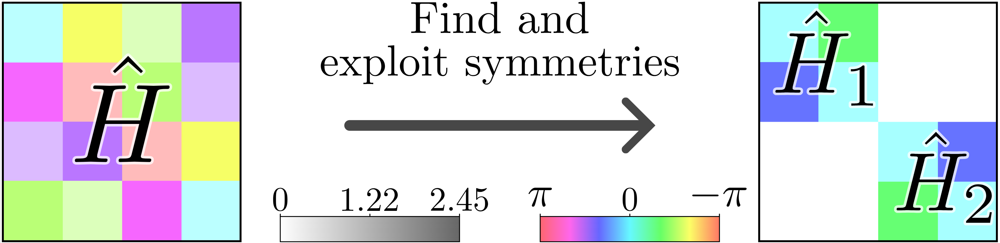 Find and
exploit symmetries
Ĥ
Ĥ₁
Ĥ₂
0 1.22 2.45
π 0 −π